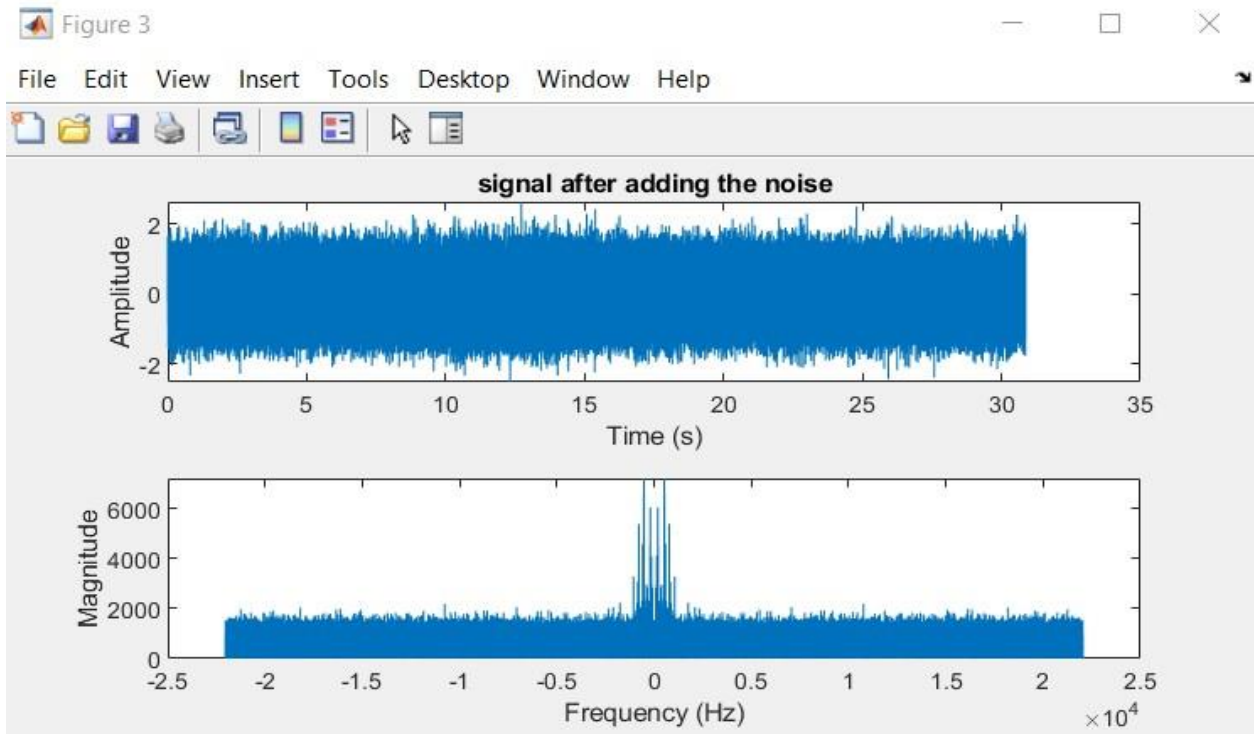 Figure 3
File Edit View Insert Tools Desktop Window Help
signal after adding the noise
Amplitude
2
0
-2
0 5 10 15 20 25 30 35
Time (s)
Magnitude
6000
4000
2000
0
-2.5 -2 -1.5 -1 -0.5 0 0.5 1 1.5 2 2.5
Frequency (Hz)
×10⁴